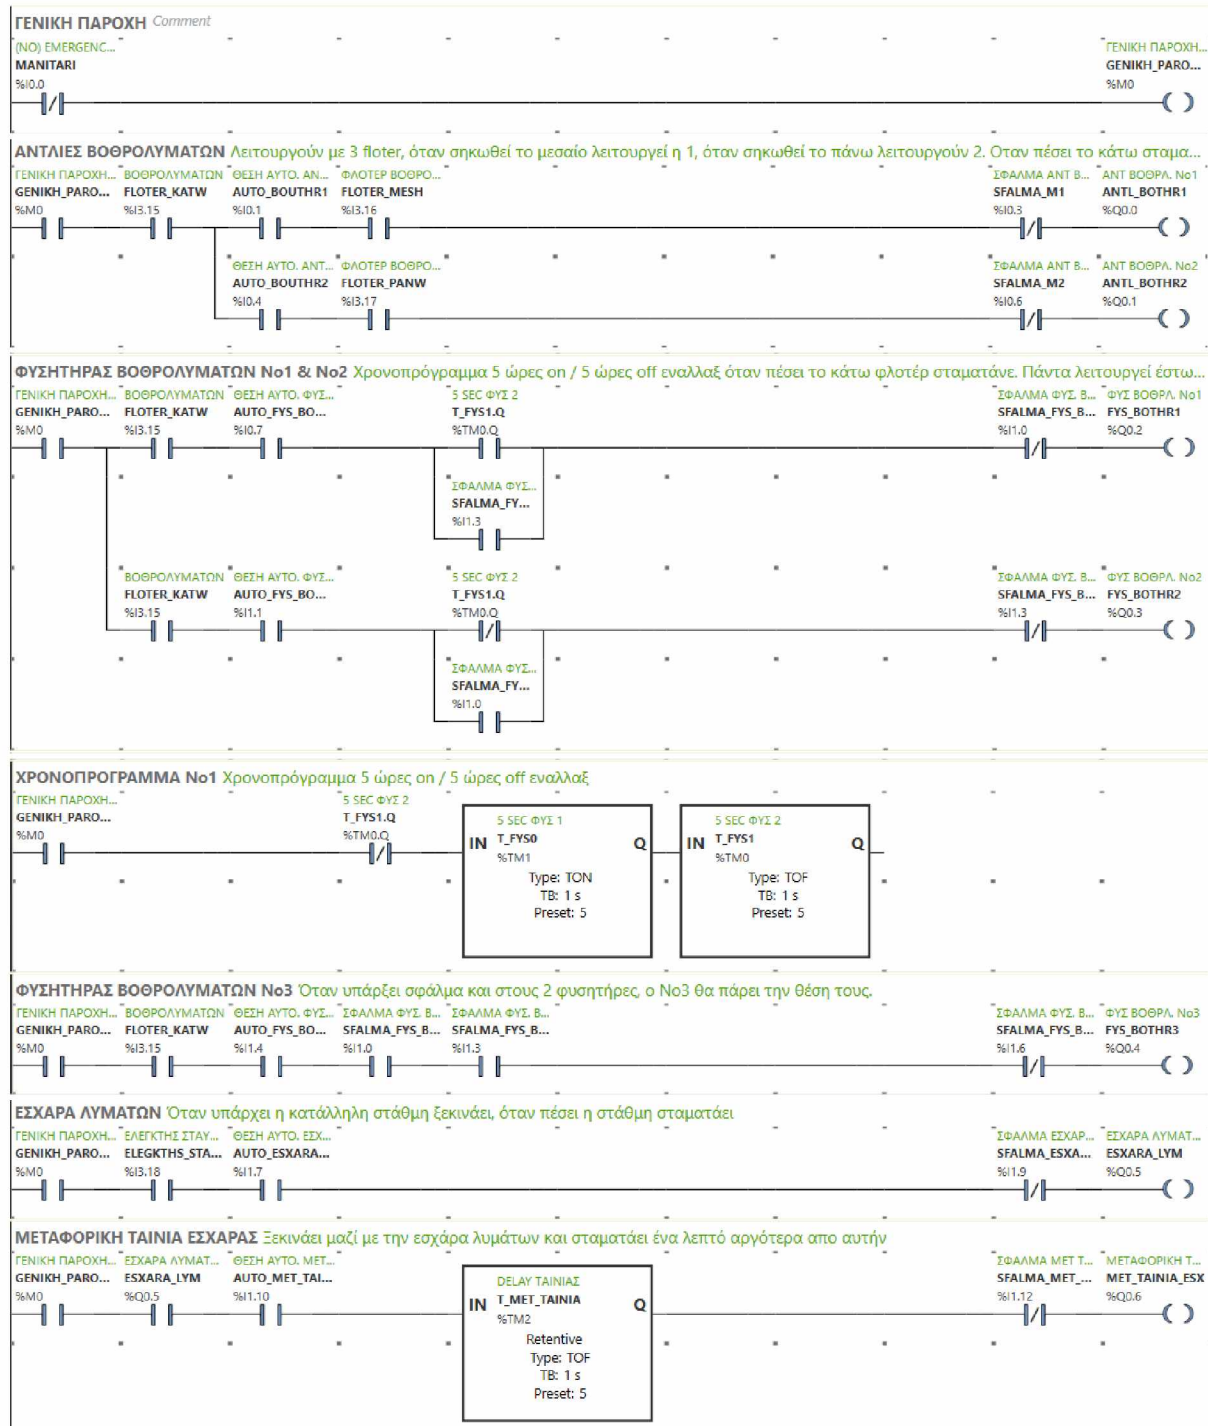 ΓΕΝΙΚΗ ΠΑΡΟΧΗ Comment
(NO) EMERGENC... ΓΕΝΙΚΗ ΠΑΡΟΧΗ...
MANITARI GENIKH_PARO...
%I0.0 %M0
ΑΝΤΛΙΕΣ ΒΟΘΡΟΛΥΜΑΤΩΝ Λειτουργούν με 3 floter, όταν σηκωθεί το μεσαίο λειτουργεί η 1, όταν σηκωθεί το πάνω λειτουργούν 2. Οταν πέσει το κάτω σταμα...
ΓΕΝΙΚΗ ΠΑΡΟΧΗ... ΒΟΘΡΟΛΥΜΑΤΩΝ ΘΕΣΗ ΑΥΤΟ. ΑΝ... ΦΛΟΤΕΡ ΒΟΘΡΟ... ΣΦΑΛΜΑ ΑΝΤ Β... ΑΝΤ ΒΟΘΡΛ. Νο1
GENIKH_PARO... FLOTER_KATW AUTO_BOUTHR1 FLOTER_MESH SFALMA_M1 ANTL_BOTHR1
%M0 %I3.15 %I0.1 %I3.16 %I0.3 %Q0.0
ΘΕΣΗ ΑΥΤΟ. ΑΝΤ... ΦΛΟΤΕΡ ΒΟΘΡΟ... ΣΦΑΛΜΑ ΑΝΤ Β... ΑΝΤ ΒΟΘΡΛ. Νο2
AUTO_BOUTHR2 FLOTER_PANW SFALMA_M2 ANTL_BOTHR2
%I0.4 %I3.17 %I0.6 %Q0.1
ΦΥΣΗΤΗΡΑΣ ΒΟΘΡΟΛΥΜΑΤΩΝ Νο1 & Νο2 Χρονοπρόγραμμα 5 ώρες on / 5 ώρες off εναλλαξ όταν πέσει το κάτω φλοτέρ σταματάνε. Πάντα λειτουργεί έστω...
ΓΕΝΙΚΗ ΠΑΡΟΧΗ... ΒΟΘΡΟΛΥΜΑΤΩΝ ΘΕΣΗ ΑΥΤΟ. ΦΥΣ... 5 SEC ΦΥΣ 2 ΣΦΑΛΜΑ ΦΥΣ. Β... ΦΥΣ ΒΟΘΡΛ. Νο1
GENIKH_PARO... FLOTER_KATW AUTO_FYS_BO... T_FYS1.Q SFALMA_FYS_B... FYS_BOTHR1
%M0 %I3.15 %I0.7 %TM0.Q %I1.0 %Q0.2
ΣΦΑΛΜΑ ΦΥΣ...
SFALMA_FY...
%I1.3
ΒΟΘΡΟΛΥΜΑΤΩΝ ΘΕΣΗ ΑΥΤΟ. ΦΥΣ... 5 SEC ΦΥΣ 2 ΣΦΑΛΜΑ ΦΥΣ. Β... ΦΥΣ ΒΟΘΡΛ. Νο2
FLOTER_KATW AUTO_FYS_BO... T_FYS1.Q SFALMA_FYS_B... FYS_BOTHR2
%I3.15 %I1.1 %TM0.Q %I1.3 %Q0.3
ΣΦΑΛΜΑ ΦΥΣ...
SFALMA_FY...
%I1.0
ΧΡΟΝΟΠΡΟΓΡΑΜΜΑ Νο1 Χρονοπρόγραμμα 5 ώρες on / 5 ώρες off εναλλαξ
ΓΕΝΙΚΗ ΠΑΡΟΧΗ... 5 SEC ΦΥΣ 2
GENIKH_PARO... T_FYS1.Q
%M0 %TM0.Q
5 SEC ΦΥΣ 1 5 SEC ΦΥΣ 2
IN T_FYS0 Q IN T_FYS1 Q
%TM1 %TM0
Type: TON Type: TOF
TB: 1 s TB: 1 s
Preset: 5 Preset: 5
ΦΥΣΗΤΗΡΑΣ ΒΟΘΡΟΛΥΜΑΤΩΝ Νο3 Όταν υπάρξει σφάλμα και στους 2 φυσητήρες, ο Νο3 θα πάρει την θέση τους.
ΓΕΝΙΚΗ ΠΑΡΟΧΗ... ΒΟΘΡΟΛΥΜΑΤΩΝ ΘΕΣΗ ΑΥΤΟ. ΦΥΣ... ΣΦΑΛΜΑ ΦΥΣ. Β... ΣΦΑΛΜΑ ΦΥΣ. Β... ΣΦΑΛΜΑ ΦΥΣ. Β... ΦΥΣ ΒΟΘΡΛ. Νο3
GENIKH_PARO... FLOTER_KATW AUTO_FYS_BO... SFALMA_FYS_B... SFALMA_FYS_B... SFALMA_FYS_B... FYS_BOTHR3
%M0 %I3.15 %I1.4 %I1.0 %I1.3 %I1.6 %Q0.4
ΕΣΧΑΡΑ ΛΥΜΑΤΩΝ Όταν υπάρχει η κατάλληλη στάθμη ξεκινάει, όταν πέσει η στάθμη σταματάει
ΓΕΝΙΚΗ ΠΑΡΟΧΗ... ΕΛΕΓΚΤΗΣ ΣΤΑΥ... ΘΕΣΗ ΑΥΤΟ. ΕΣΧ... ΣΦΑΛΜΑ ΕΣΧΑΡ... ΕΣΧΑΡΑ ΛΥΜΑΤ...
GENIKH_PARO... ELEGKTHS_STA... AUTO_ESXARA... SFALMA_ESXA... ESXARA_LYM
%M0 %I3.18 %I1.7 %I1.9 %Q0.5
ΜΕΤΑΦΟΡΙΚΗ ΤΑΙΝΙΑ ΕΣΧΑΡΑΣ Ξεκινάει μαζί με την εσχάρα λυμάτων και σταματάει ένα λεπτό αργότερα απο αυτήν
ΓΕΝΙΚΗ ΠΑΡΟΧΗ... ΕΣΧΑΡΑ ΛΥΜΑΤ... ΘΕΣΗ ΑΥΤΟ. ΜΕΤ... ΣΦΑΛΜΑ ΜΕΤ Τ... ΜΕΤΑΦΟΡΙΚΗ Τ...
GENIKH_PARO... ESXARA_LYM AUTO_MET_TAI... SFALMA_MET_... MET_TAINIA_ESX
%M0 %Q0.5 %I1.10 %I1.12 %Q0.6
DELAY ΤΑΙΝΙΑΣ
IN T_MET_TAINIA Q
%TM2
Retentive
Type: TOF
TB: 1 s
Preset: 5